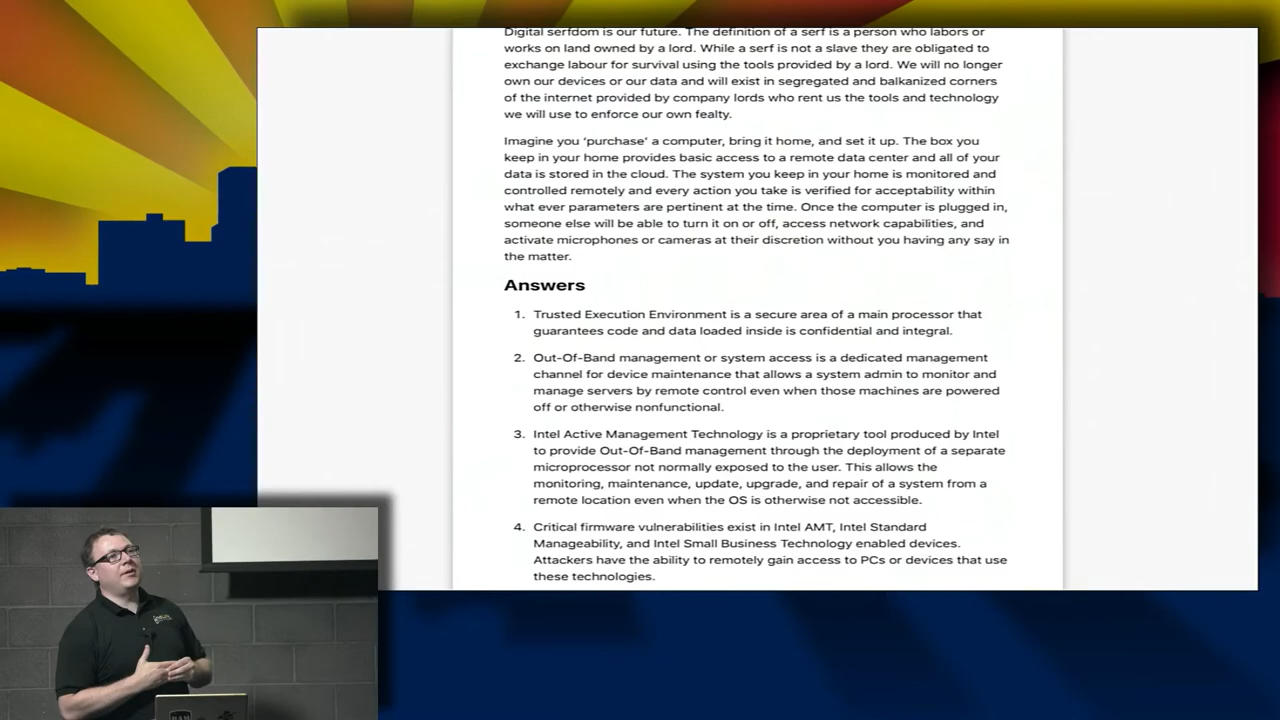 Digital serfdom is our future. The definition of a serf is a person who labors or
works on land owned by a lord. While a serf is not a slave they are obligated to
exchange labour for survival using the tools provided by a lord. We will no longer
own our devices or our data and will exist in segregated and balkanized corners
of the internet provided by company lords who rent us the tools and technology
we will use to enforce our own fealty.
Imagine you ‘purchase’ a computer, bring it home, and set it up. The box you
keep in your home provides basic access to a remote data center and all of your
data is stored in the cloud. The system you keep in your home is monitored and
controlled remotely and every action you take is verified for acceptability within
what ever parameters are pertinent at the time. Once the computer is plugged in,
someone else will be able to turn it on or off, access network capabilities, and
activate microphones or cameras at their discretion without you having any say in
the matter.
Answers
1. Trusted Execution Environment is a secure area of a main processor that
guarantees code and data loaded inside is confidential and integral.
2. Out-Of-Band management or system access is a dedicated management
channel for device maintenance that allows a system admin to monitor and
manage servers by remote control even when those machines are powered
off or otherwise nonfunctional.
3. Intel Active Management Technology is a proprietary tool produced by Intel
to provide Out-Of-Band management through the deployment of a separate
microprocessor not normally exposed to the user. This allows the
monitoring, maintenance, update, upgrade, and repair of a system from a
remote location even when the OS is otherwise not accessible.
4. Critical firmware vulnerabilities exist in Intel AMT, Intel Standard
Manageability, and Intel Small Business Technology enabled devices.
Attackers have the ability to remotely gain access to PCs or devices that use
these technologies.